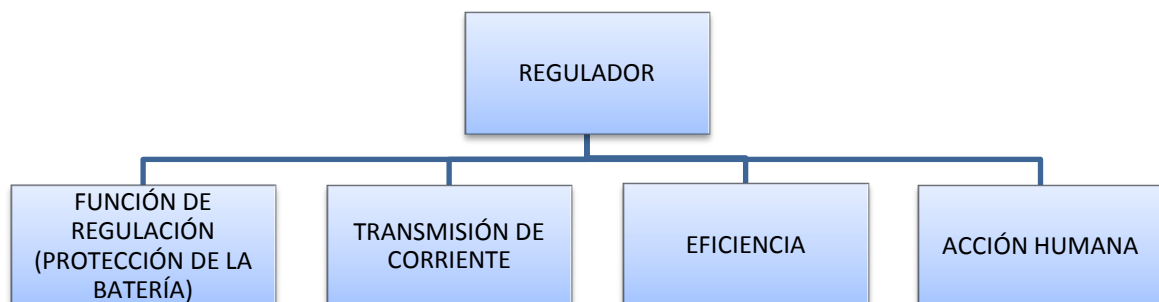 REGULADOR
FUNCIÓN DE
REGULACIÓN
(PROTECCIÓN DE LA
BATERÍA)
TRANSMISIÓN DE
CORRIENTE
EFICIENCIA
ACCIÓN HUMANA